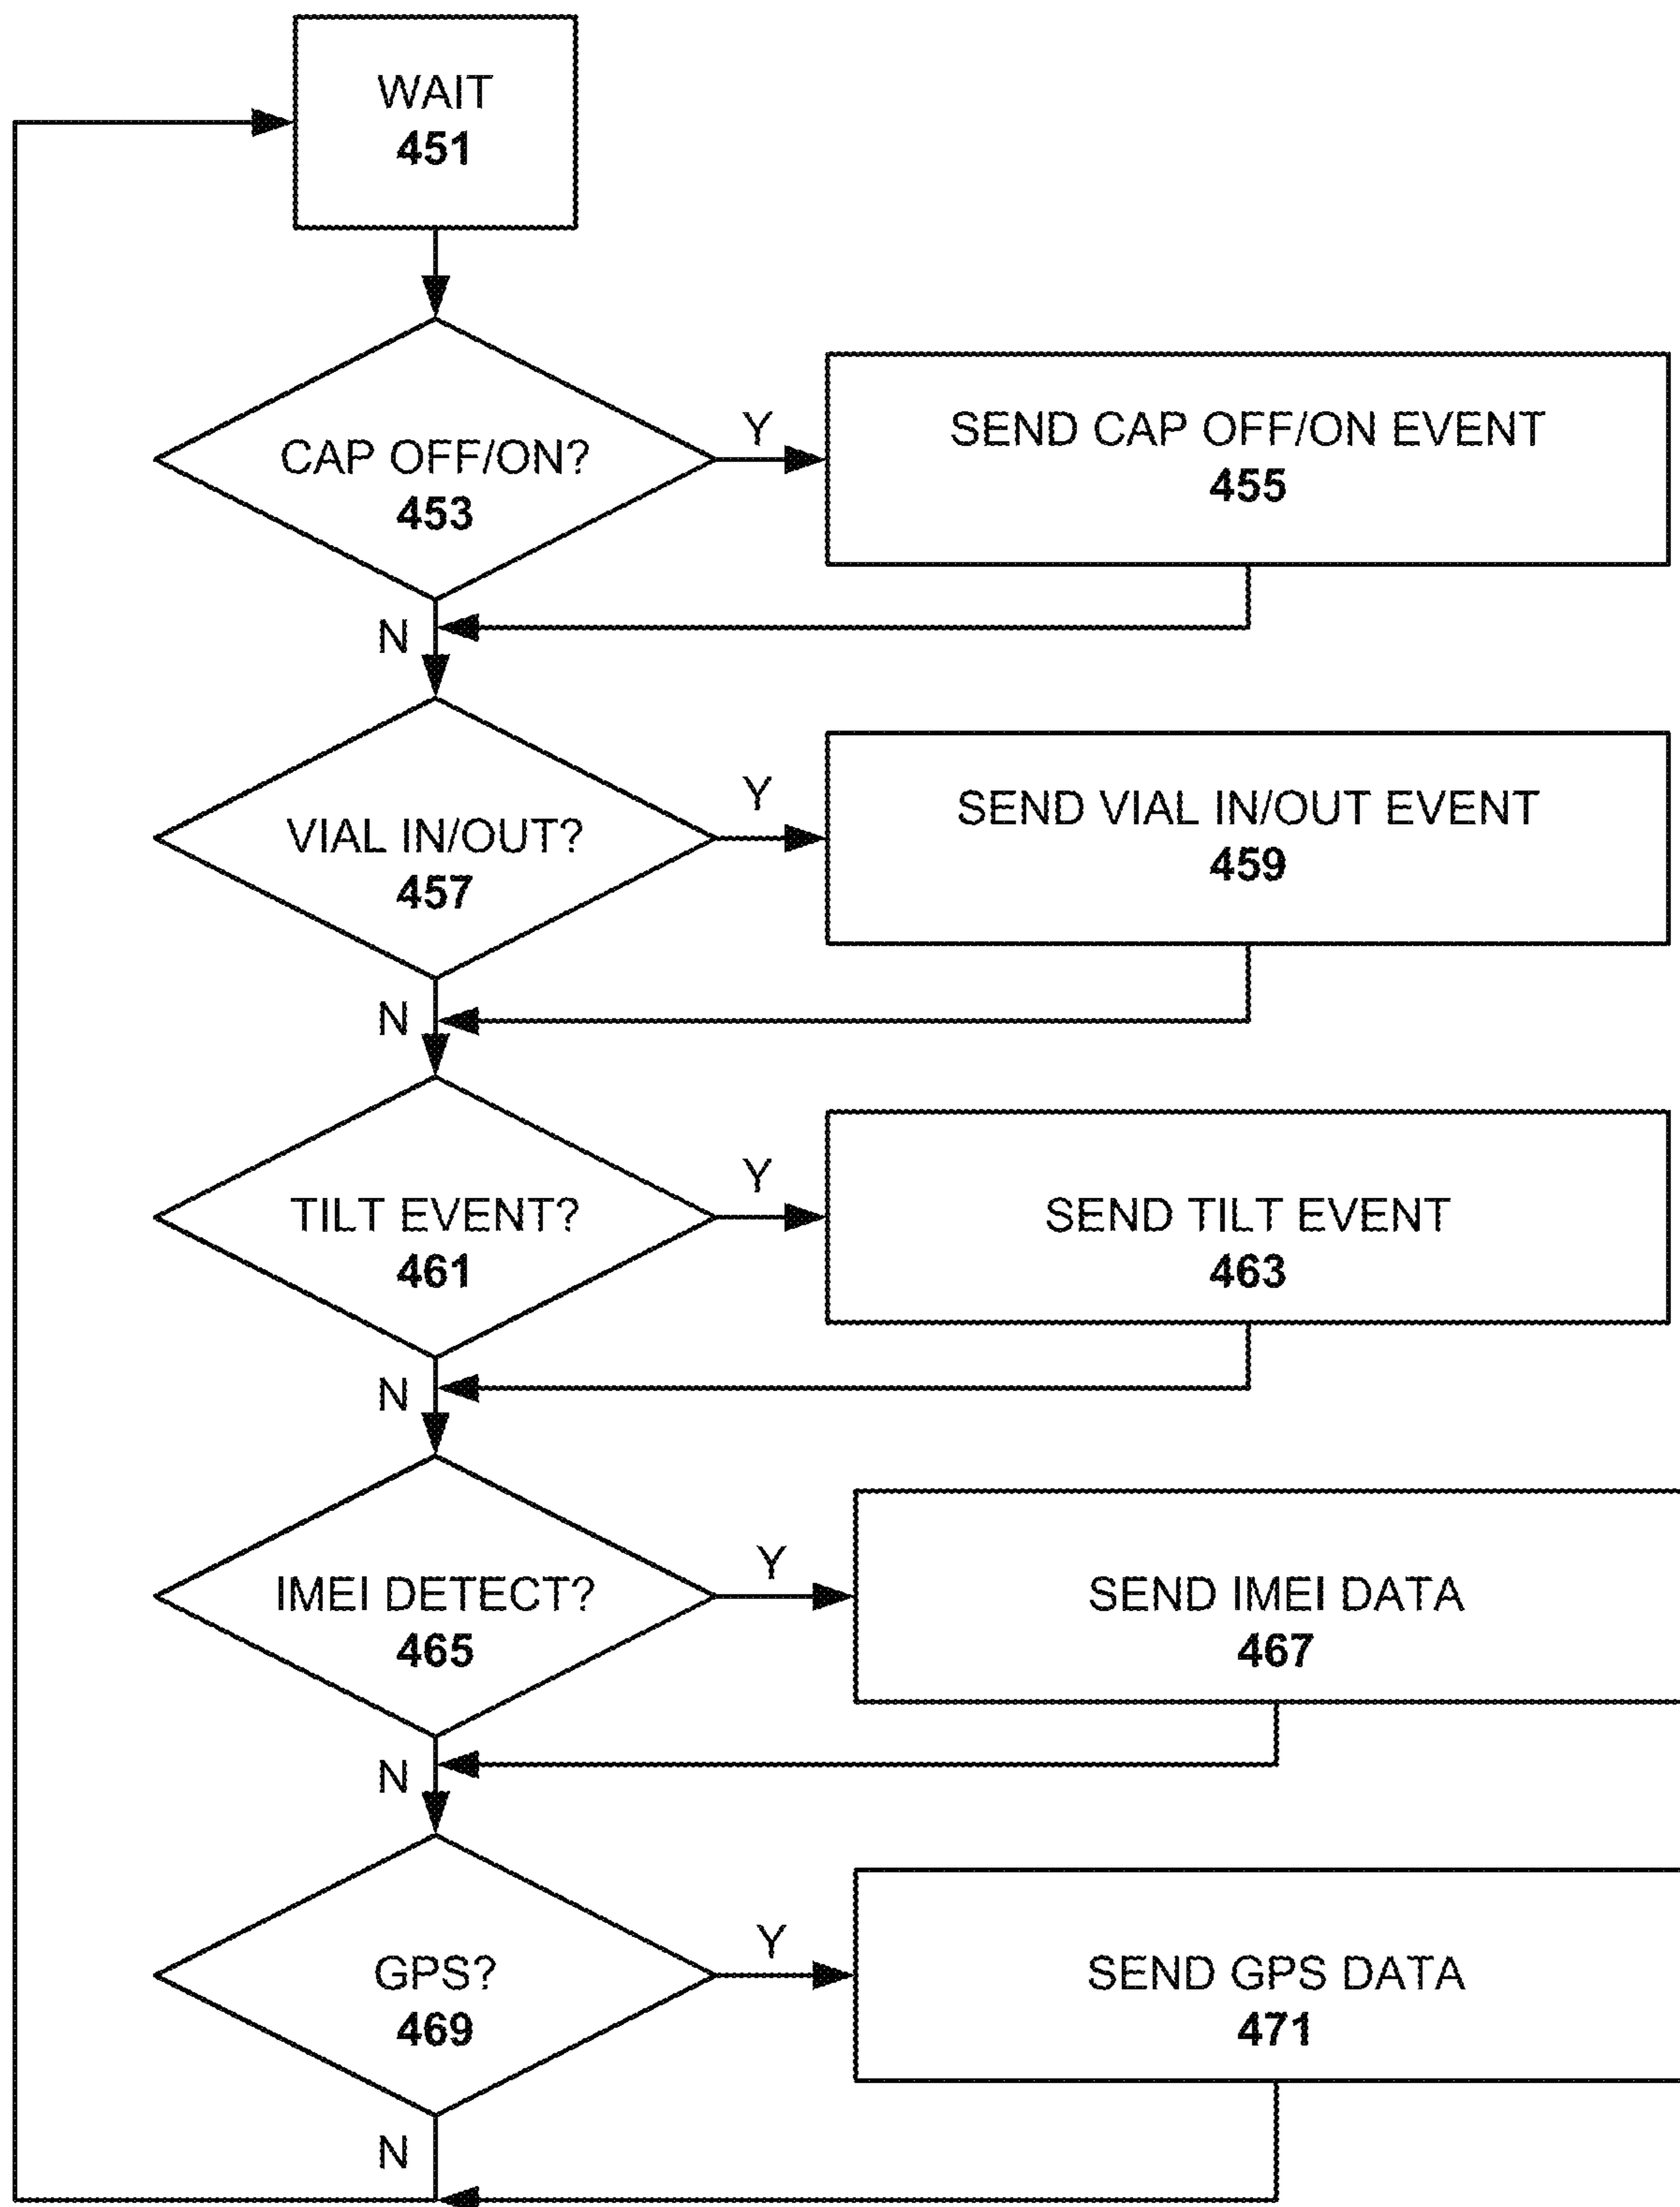 WAIT
451
CAP OFF/ON?
453
Y
SEND CAP OFF/ON EVENT
455
N
VIAL IN/OUT?
457
Y
SEND VIAL IN/OUT EVENT
459
N
TILT EVENT?
461
Y
SEND TILT EVENT
463
N
IMEI DETECT?
465
Y
SEND IMEI DATA
467
N
GPS?
469
Y
SEND GPS DATA
471
N